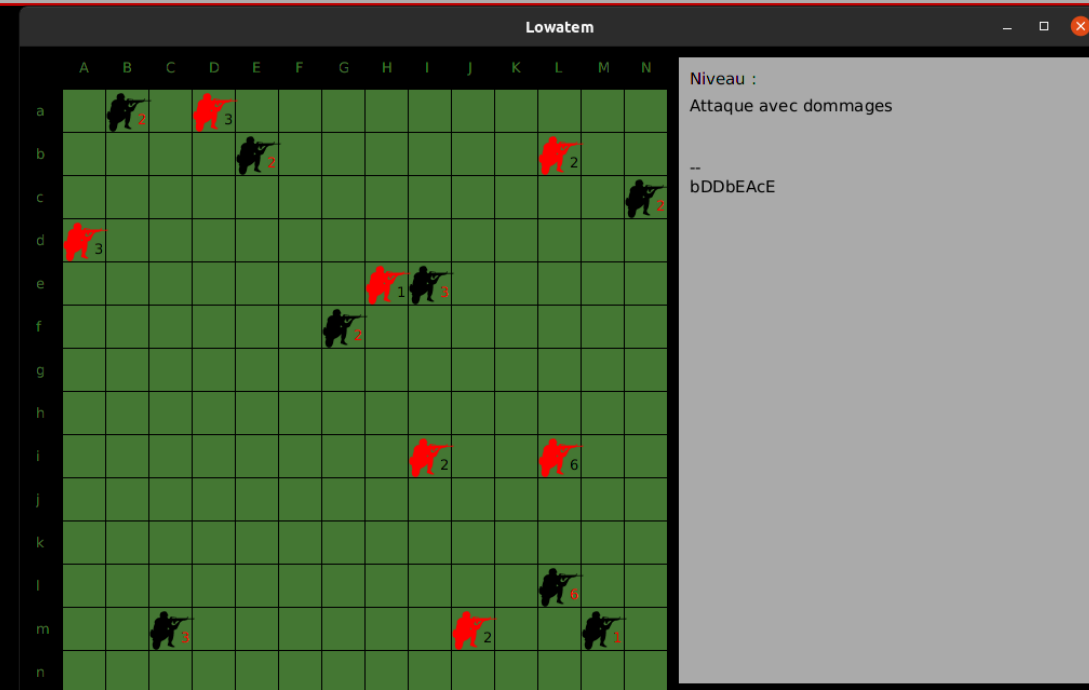 Lowatem
A B C D E F G H I J K L M N
a 2 3
b 2 2
c 2
d 3
e 1 3
f 2
g
h
i 2 6
j
k
l 6
m 3 2 1
n
Niveau :
Attaque avec dommages
--
bDDbEAcE